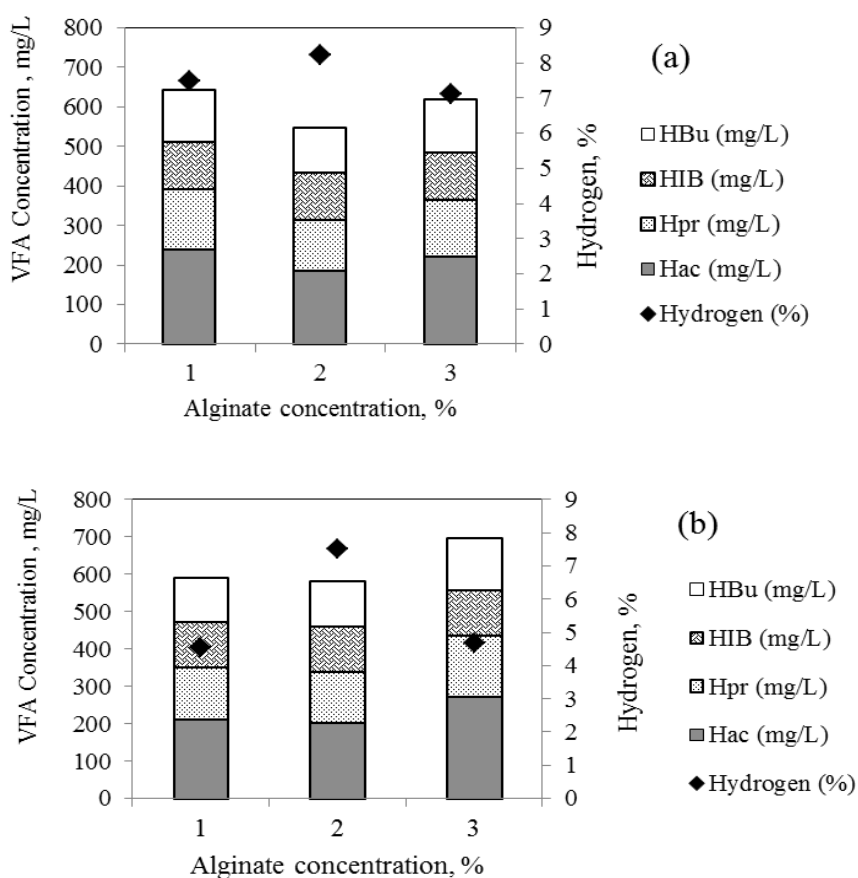 800
700
600
500
400
300
200
100
0
VFA Concentration , mg/L
9
8
7
6
5
4
3
2
1
0
Hydrogen, %
1 2 3
Alginate concentration, %
(a)
HBu (mg/L)
HIB (mg/L)
Hpr (mg/L)
Hac (mg/L)
Hydrogen (%)
800
700
600
500
400
300
200
100
0
VFA Concentration , mg/L
9
8
7
6
5
4
3
2
1
0
Hydrogen, %
1 2 3
Alginate concentration, %
(b)
HBu (mg/L)
HIB (mg/L)
Hpr (mg/L)
Hac (mg/L)
Hydrogen (%)